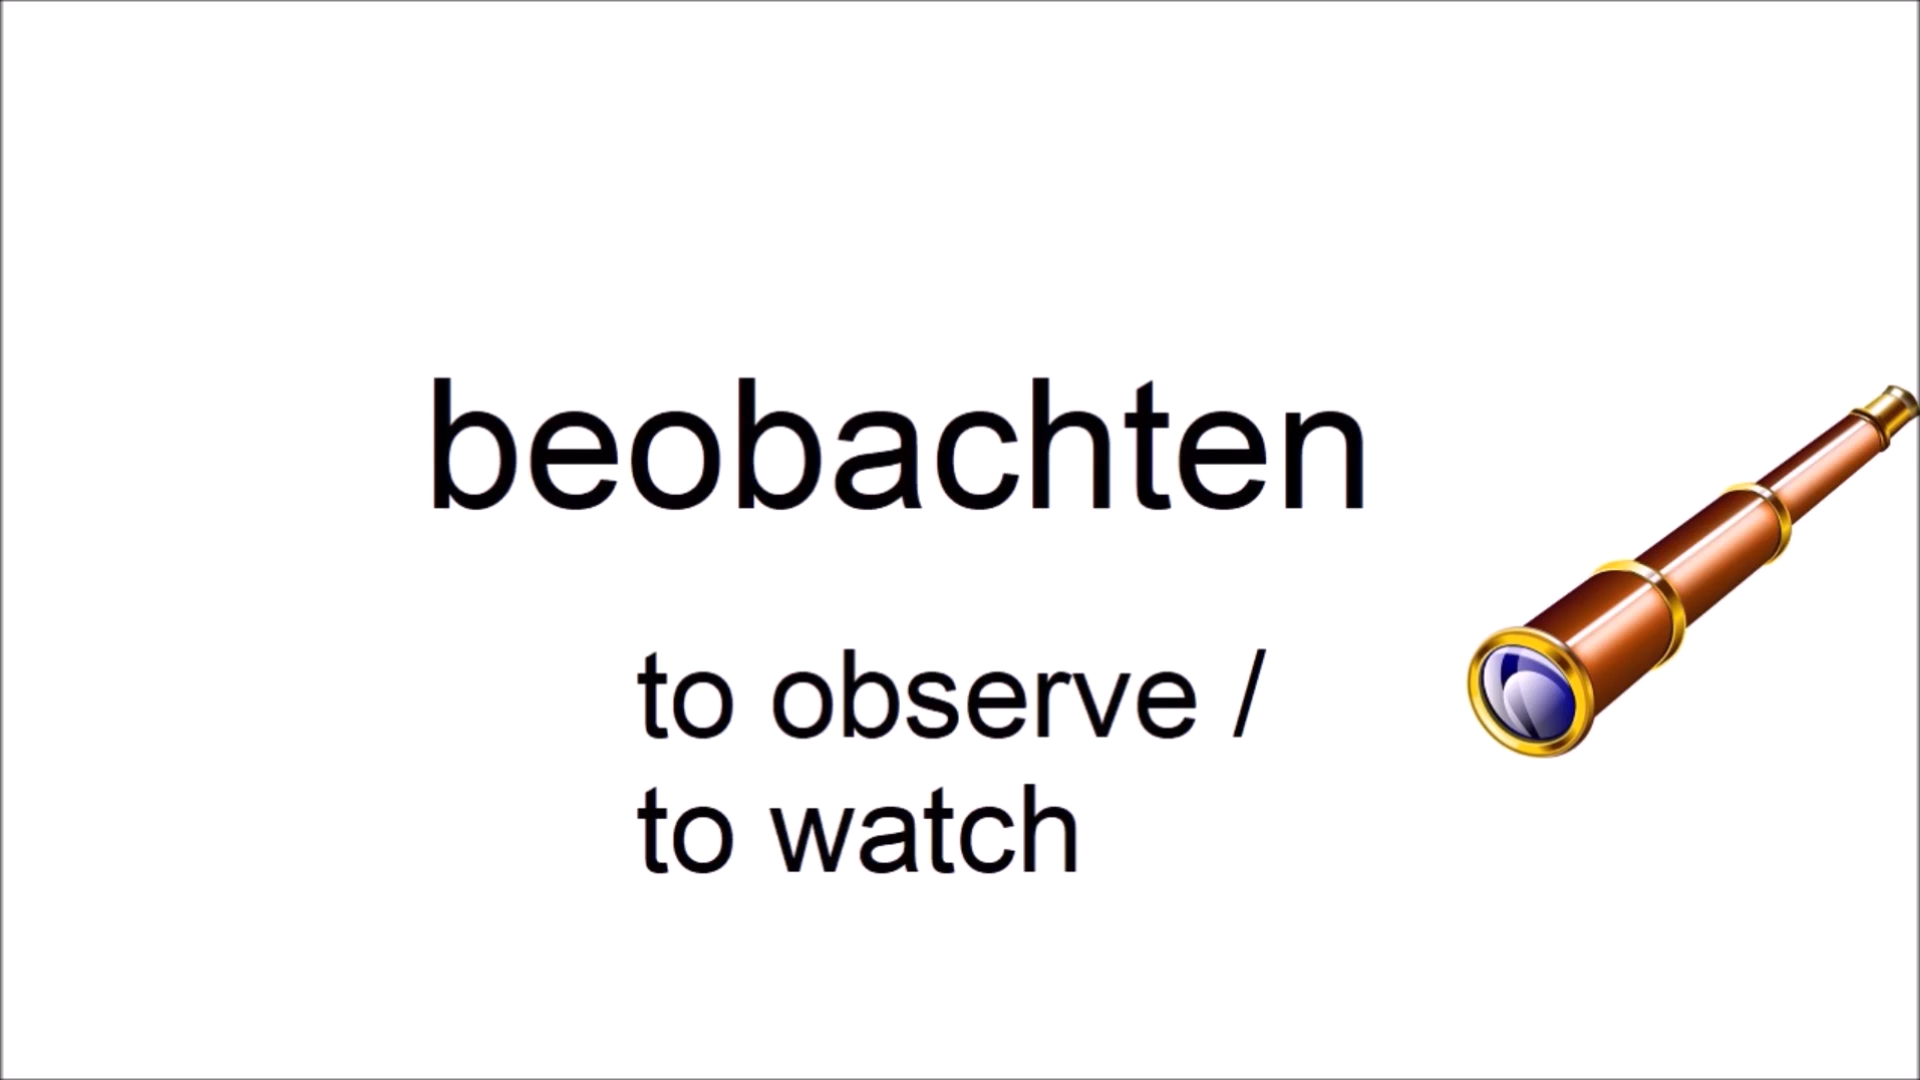 beobachten
to observe /
to watch